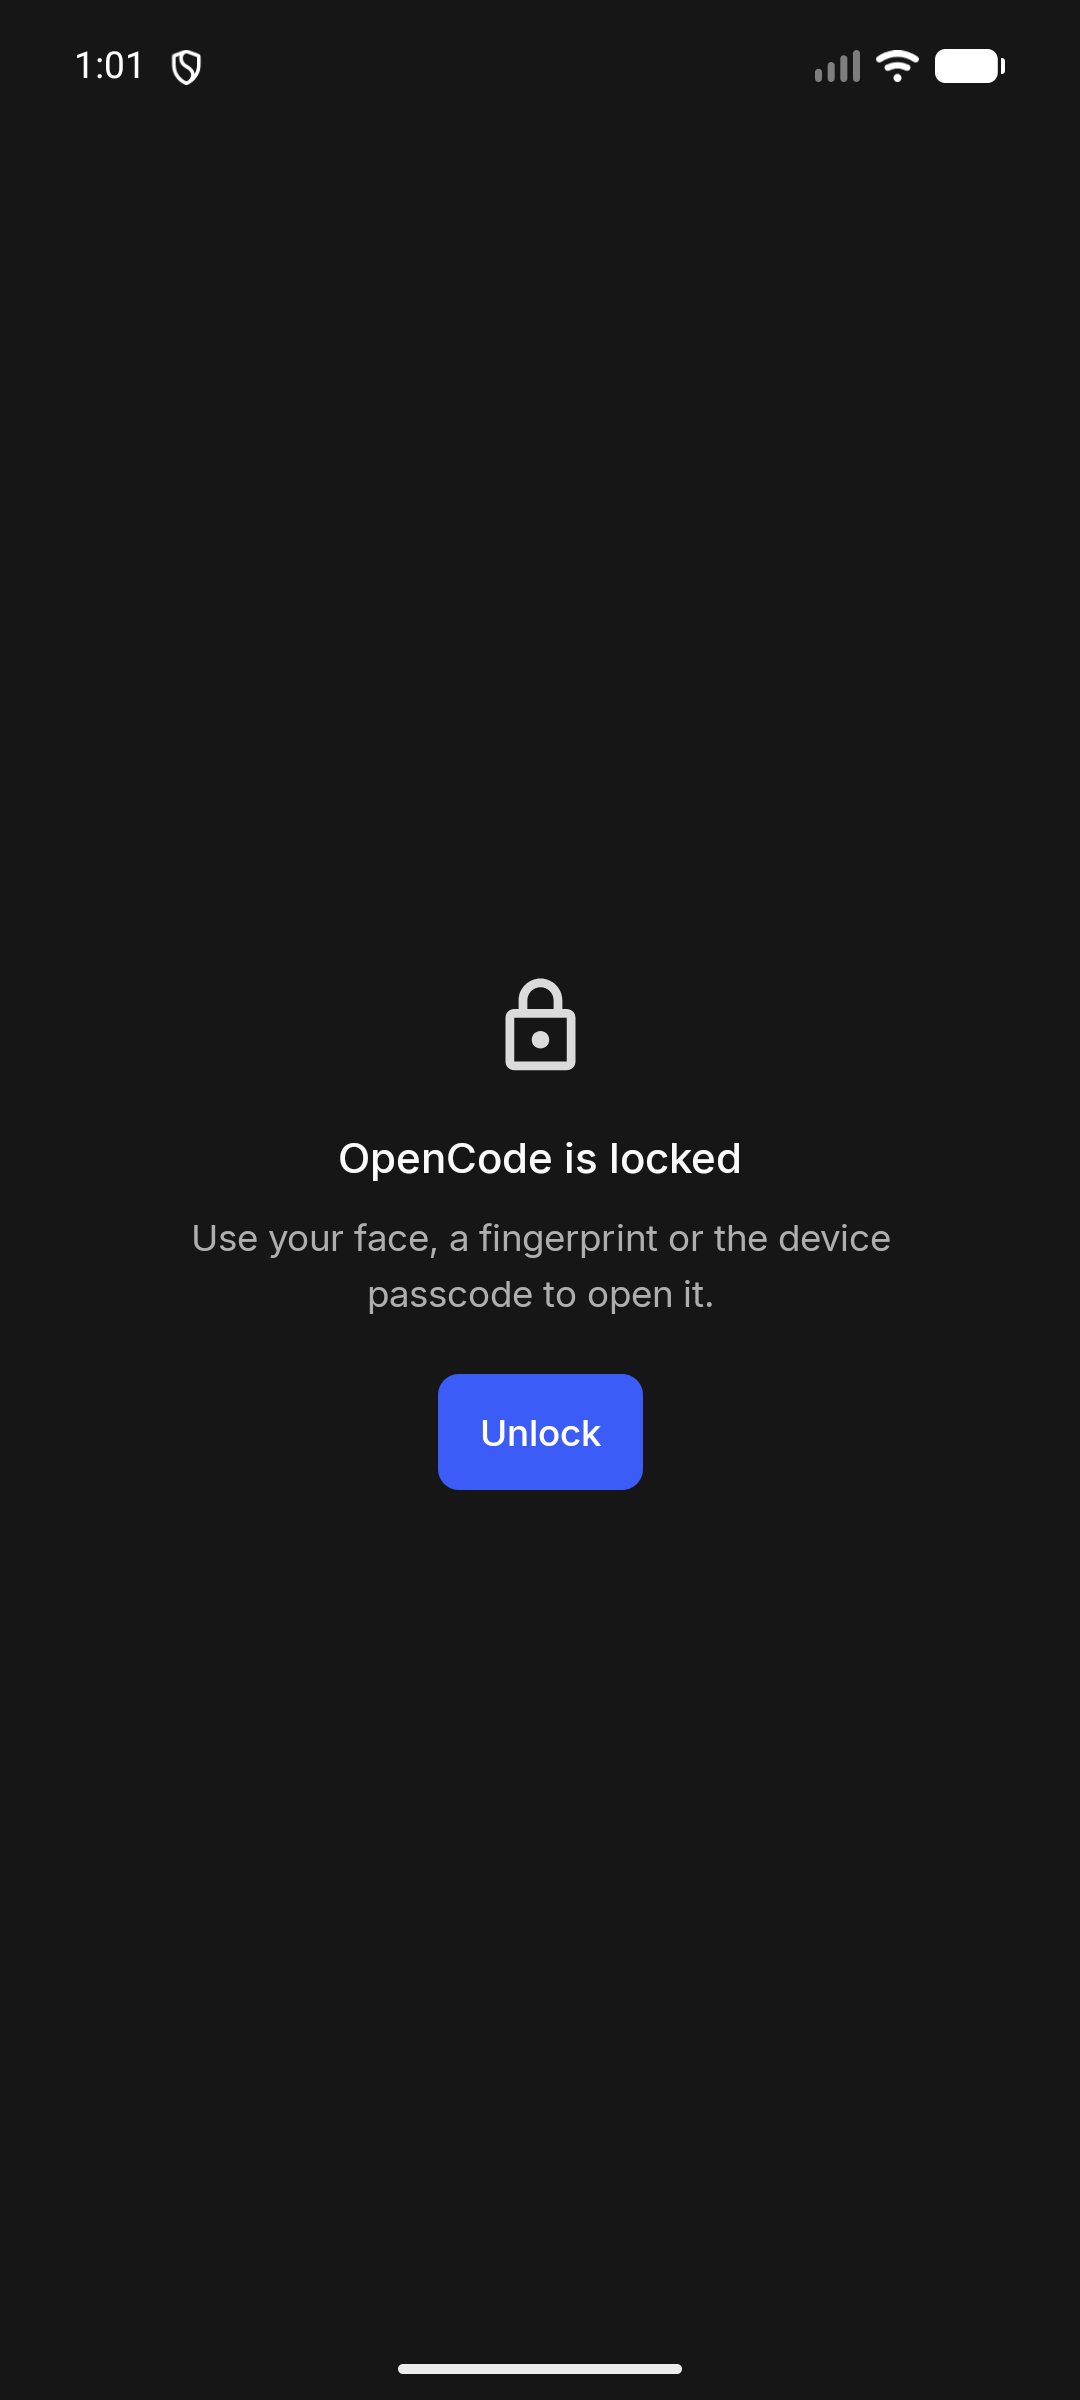 1:01
OpenCode is locked
Use your face, a fingerprint or the device
passcode to open it.
Unlock